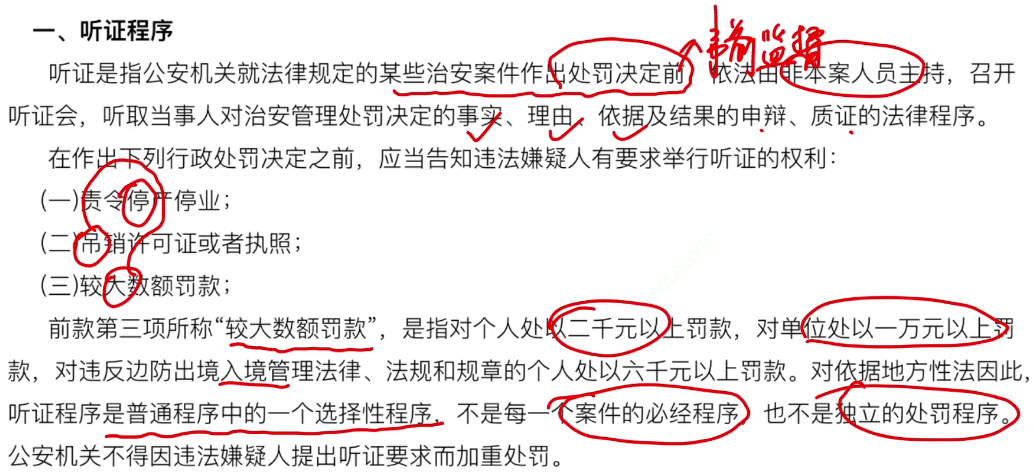 一、听证程序
事前监督
听证是指公安机关就法律规定的某些治安案件作出处罚决定前，依法由非本案人员主持，召开
听证会，听取当事人对治安管理处罚决定的事实、理由、依据及结果的申辩、质证的法律程序。
在作出下列行政处罚决定之前，应当告知违法嫌疑人有要求举行听证的权利：
(一)责令停产停业；
(二)吊销许可证或者执照；
(三)较大数额罚款；
前款第三项所称“较大数额罚款”，是指对个人处以二千元以上罚款，对单位处以一万元以上罚
款，对违反边防出境入境管理法律、法规和规章的个人处以六千元以上罚款。对依据地方性法因此，
听证程序是普通程序中的一个选择性程序，不是每一个案件的必经程序，也不是独立的处罚程序。
公安机关不得因违法嫌疑人提出听证要求而加重处罚。